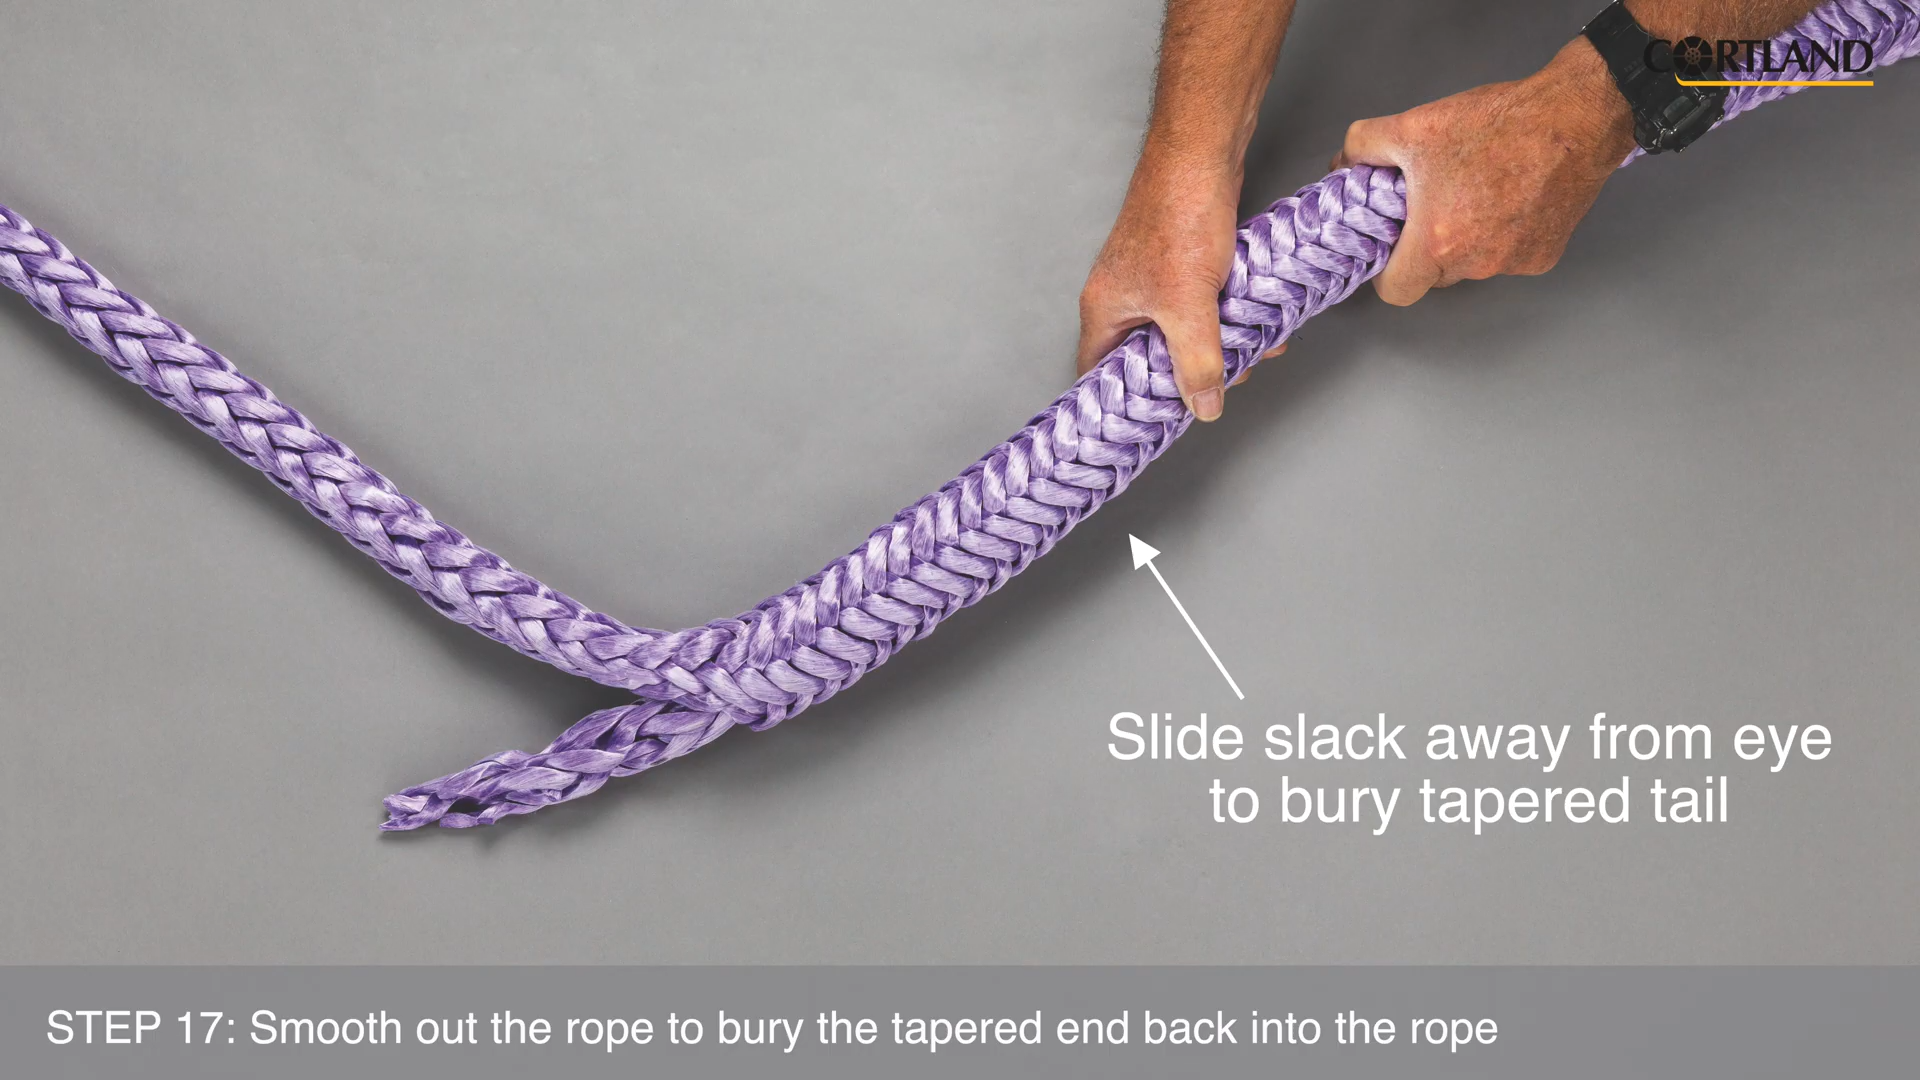 CORTLAND
Slide slack away from eye
to bury tapered tail
STEP 17: Smooth out the rope to bury the tapered end back into the rope